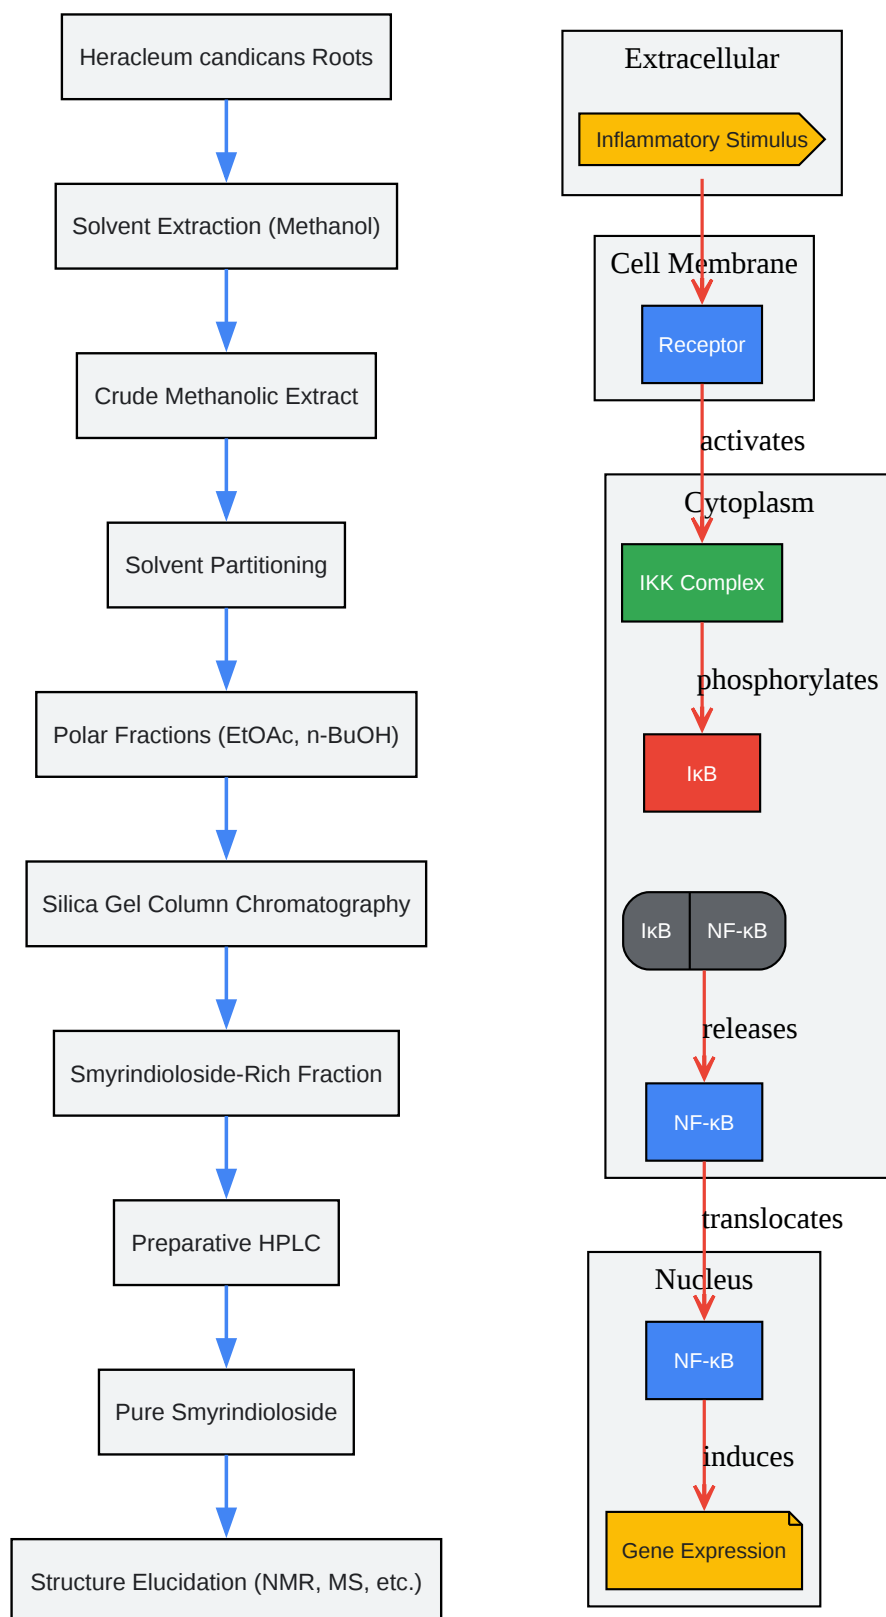 Heracleum candicans Roots
Solvent Extraction (Methanol)
Crude Methanolic Extract
Solvent Partitioning
Polar Fractions (EtOAc, n-BuOH)
Silica Gel Column Chromatography
Smyrindioloside-Rich Fraction
Preparative HPLC
Pure Smyrindioloside
Structure Elucidation (NMR, MS, etc.)
Extracellular
Inflammatory Stimulus
Cell Membrane
Receptor
activates
Cytoplasm
IKK Complex
phosphorylates
IκB
IκB NF-κB
releases
NF-κB
translocates
Nucleus
NF-κB
induces
Gene Expression